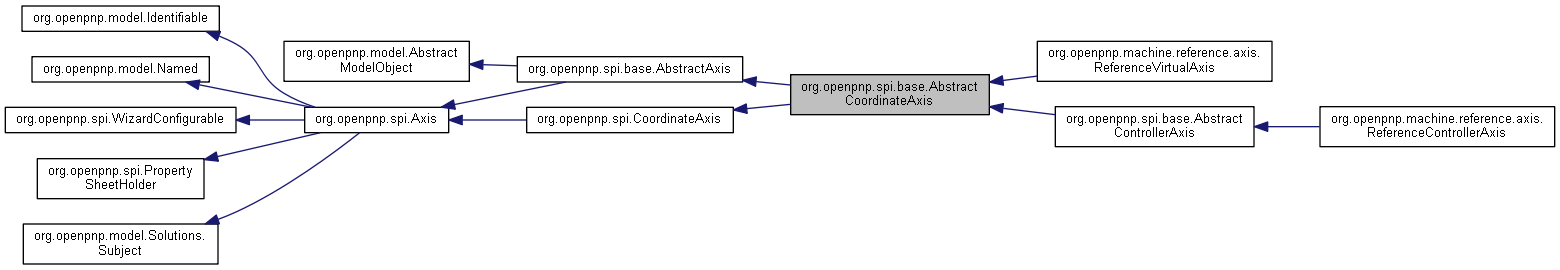 org.openpnp.model.Identifiable
org.openpnp.model.Named
org.openpnp.spi.WizardConfigurable
org.openpnp.spi.Property
SheetHolder
org.openpnp.model.Solutions.
Subject
org.openpnp.model.Abstract
ModelObject
org.openpnp.spi.Axis
org.openpnp.spi.base.AbstractAxis
org.openpnp.spi.CoordinateAxis
org.openpnp.spi.base.Abstract
CoordinateAxis
org.openpnp.machine.reference.axis.
ReferenceVirtualAxis
org.openpnp.spi.base.Abstract
ControllerAxis
org.openpnp.machine.reference.axis.
ReferenceControllerAxis